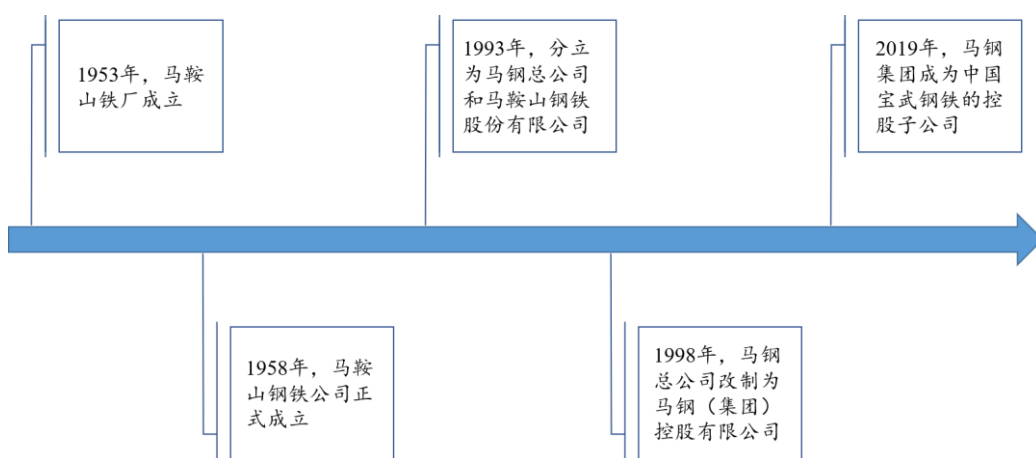 1953年，马鞍
山铁厂成立
1993年，分立
为马钢总公司
和马鞍山钢铁
股份有限公司
2019年，马钢
集团成为中国
宝武钢铁的控
股子公司
1958年，马鞍
山钢铁公司正
式成立
1998年，马钢
总公司改制为
马钢（集团）
控股有限公司